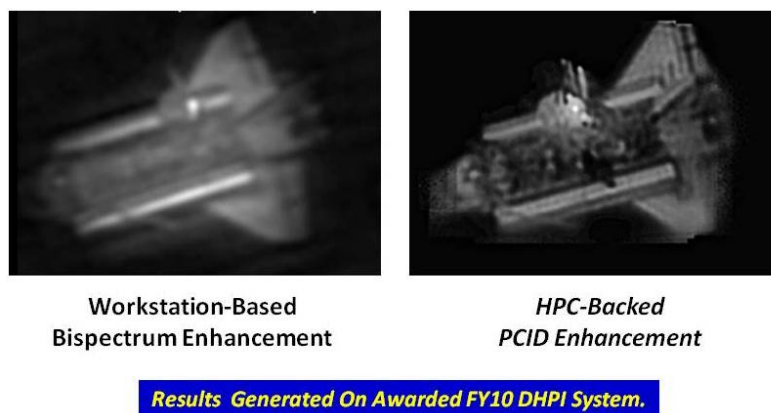 Workstation-Based
Bispectrum Enhancement
HPC-Backed
PCID Enhancement
Results Generated On Awarded FY10 DHPI System.